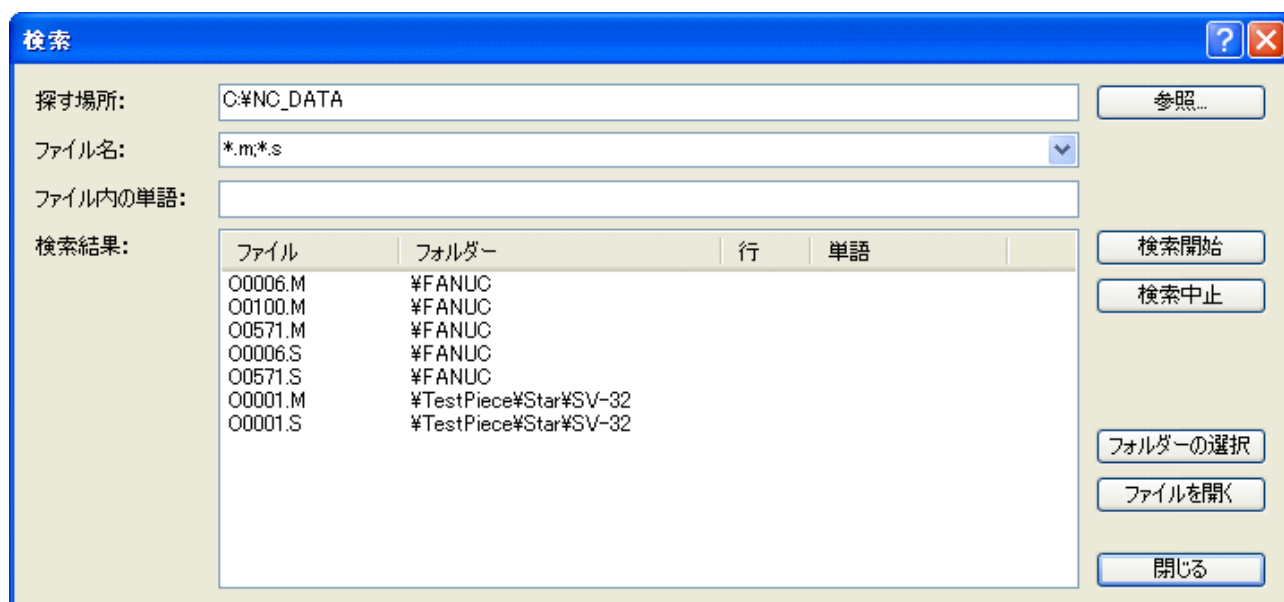 検索
探す場所: C:¥NC_DATA 参照...
ファイル名: *.m;*.s
ファイル内の単語:
検索結果:
ファイル フォルダー 行 単語
O0006.M ¥FANUC
O0100.M ¥FANUC
O0571.M ¥FANUC
O0006.S ¥FANUC
O0571.S ¥FANUC
O0001.M ¥TestPiece¥Star¥SV-32
O0001.S ¥TestPiece¥Star¥SV-32
検索開始
検索中止
フォルダーの選択
ファイルを開く
閉じる